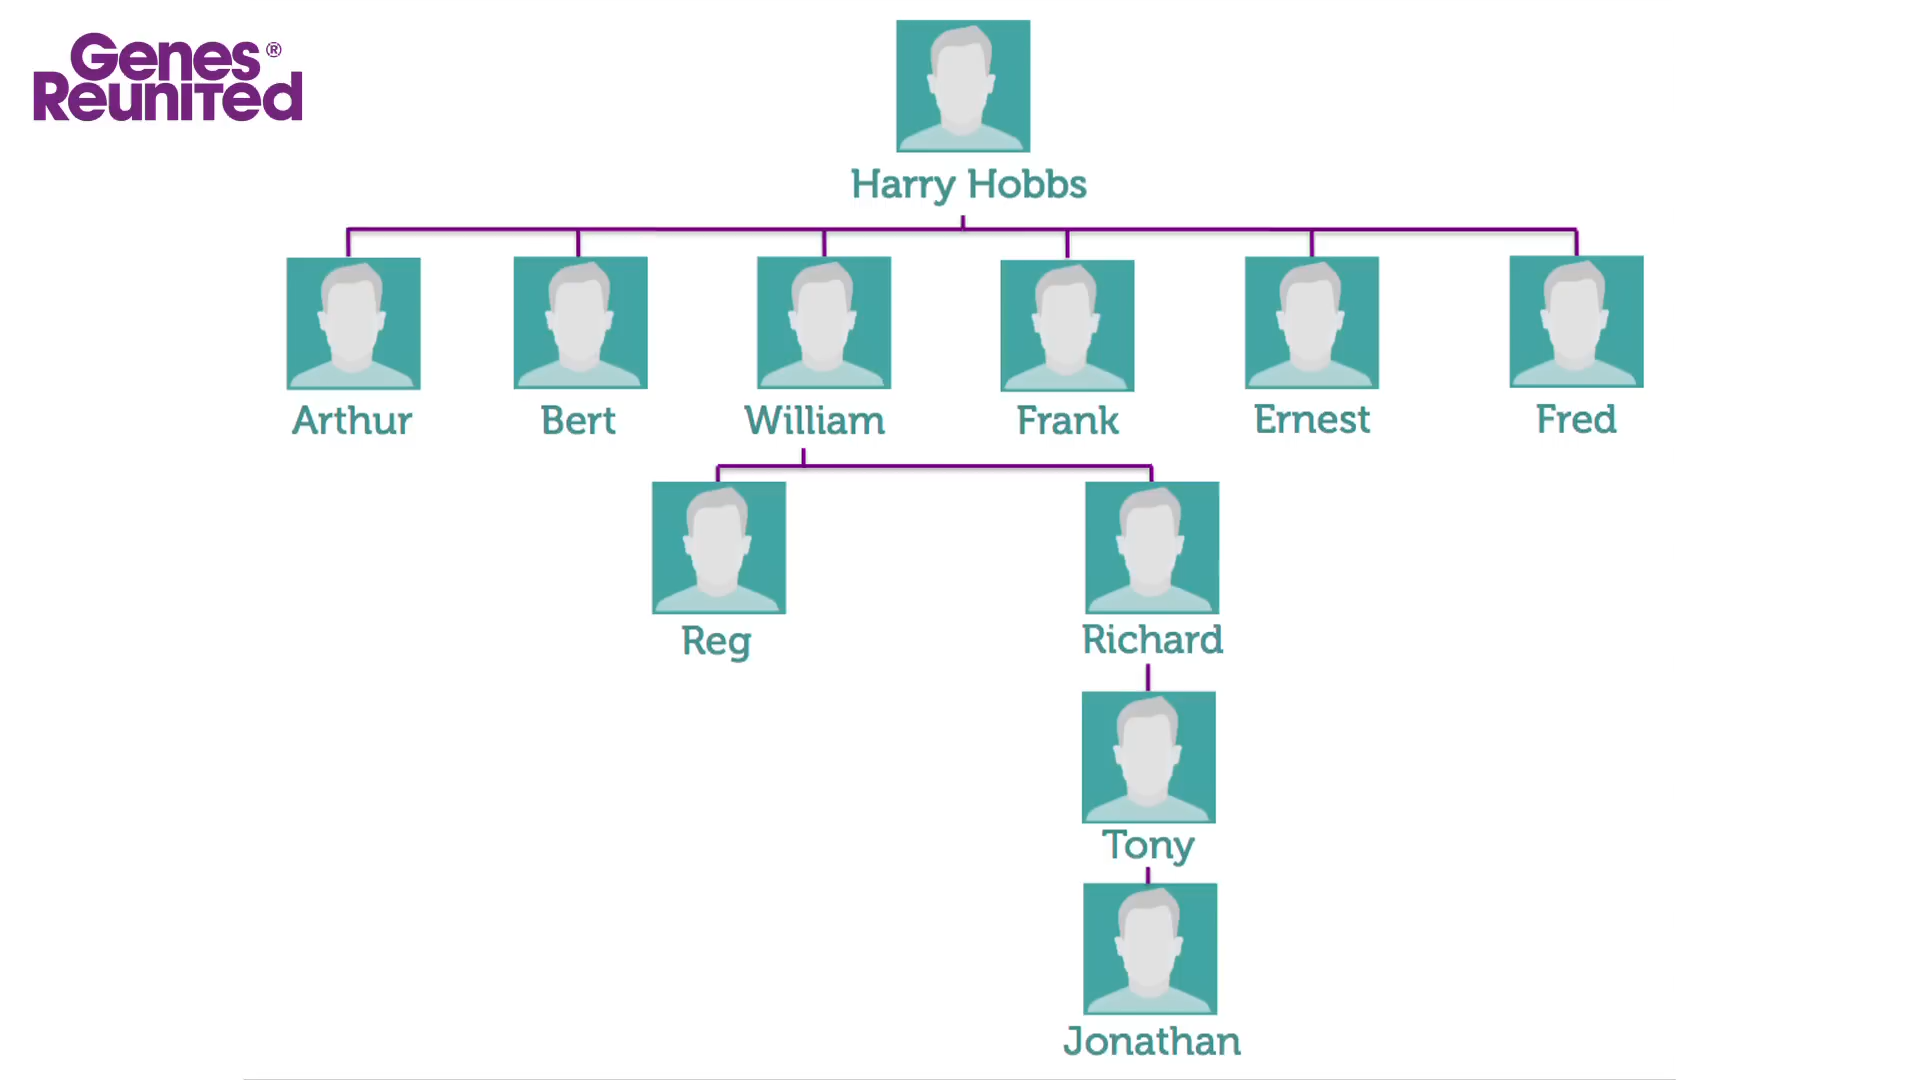 Genes®
Reunited
Harry Hobbs
Arthur
Bert
William
Frank
Ernest
Fred
Reg
Richard
Tony
Jonathan